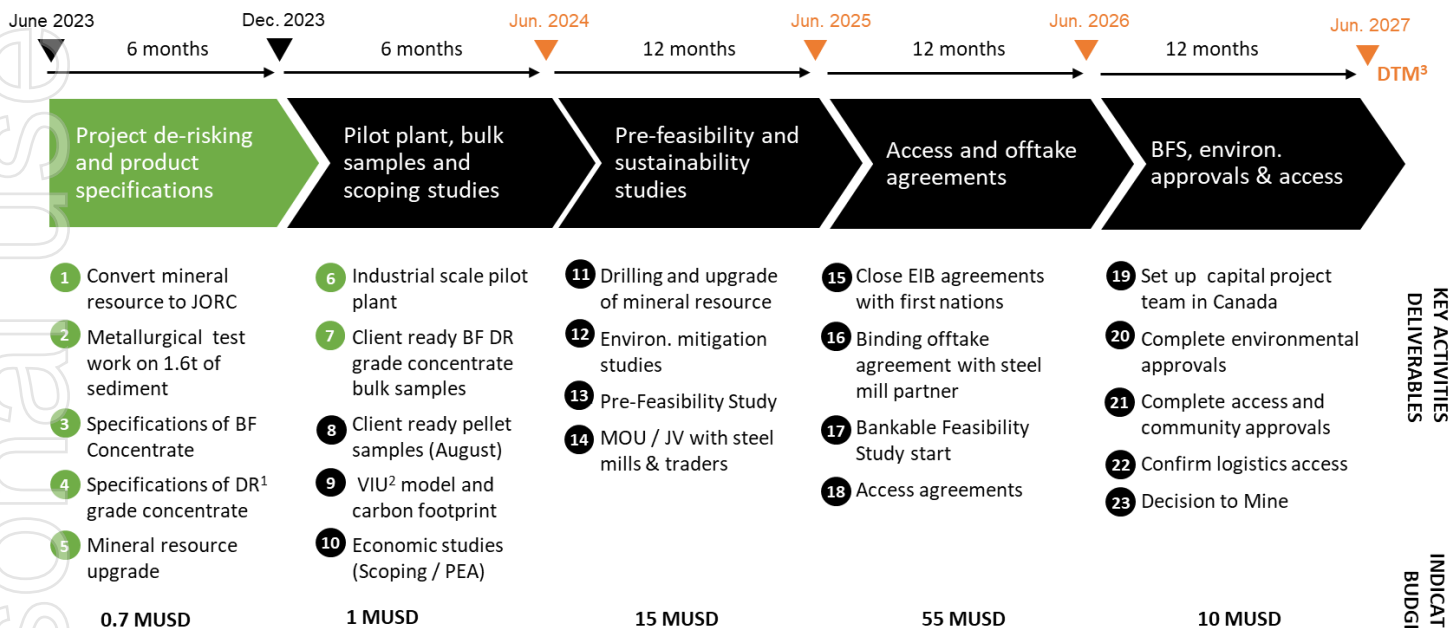 June 2023
Dec. 2023
Jun. 2024
Jun. 2025
Jun. 2026
Jun. 2027
6 months
6 months
12 months
12 months
12 months
DTM³
Project de-risking
and product
specifications
Pilot plant, bulk
samples and
scoping studies
Pre-feasibility and
sustainability
studies
Access and offtake
agreements
BFS, environ.
approvals & access
1 Convert mineral
resource to JORC
2 Metallurgical test
work on 1.6t of
sediment
3 Specifications of BF
Concentrate
4 Specifications of DR¹
grade concentrate
5 Mineral resource
upgrade
0.7 MUSD
6 Industrial scale pilot
plant
7 Client ready BF DR
grade concentrate
bulk samples
8 Client ready pellet
samples (August)
9 VIU² model and
carbon footprint
10 Economic studies
(Scoping / PEA)
1 MUSD
11 Drilling and upgrade
of mineral resource
12 Environ. mitigation
studies
13 Pre-Feasibility Study
14 MOU / JV with steel
mills & traders
15 MUSD
15 Close EIB agreements
with first nations
16 Binding offtake
agreement with steel
mill partner
17 Bankable Feasibility
Study start
18 Access agreements
55 MUSD
19 Set up capital project
team in Canada
20 Complete environmental
approvals
21 Complete access and
community approvals
22 Confirm logistics access
23 Decision to Mine
10 MUSD
KEY ACTIVITIES
DELIVERABLES
sonal use